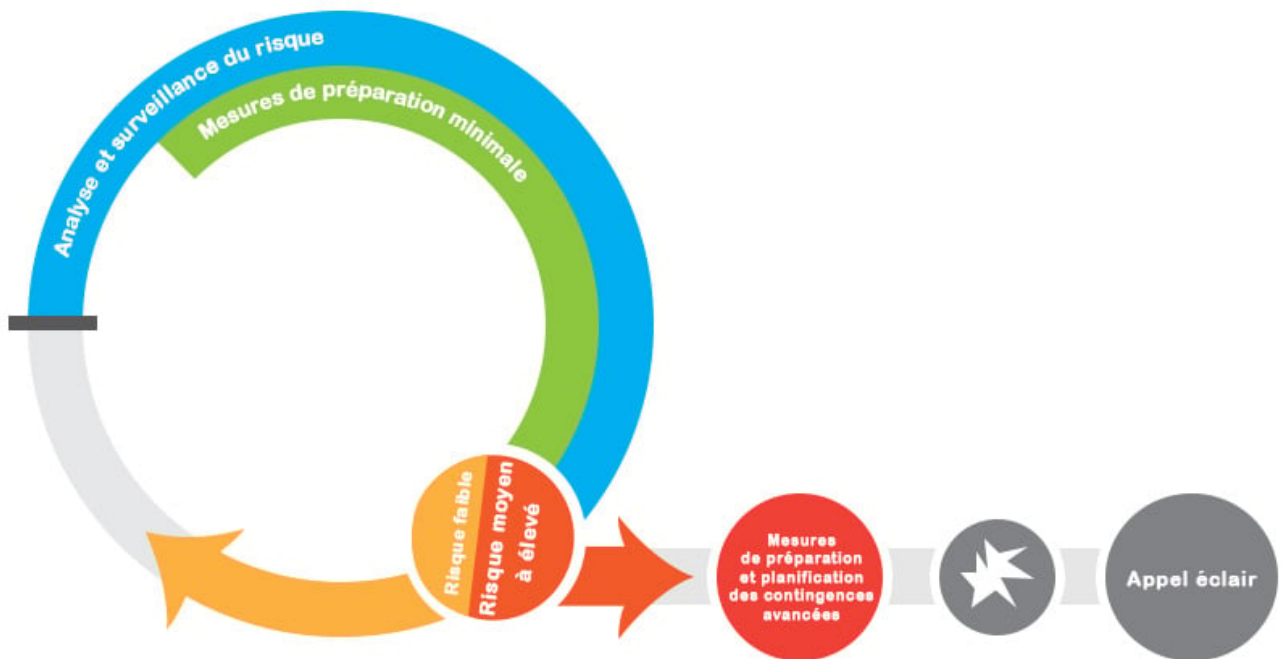 Analyse et surveillance du risque
Mesures de préparation minimale
Risque faible
Risque moyen
à élevé
Mesures
de préparation
et planification
des contingences
avancées
Appel éclair